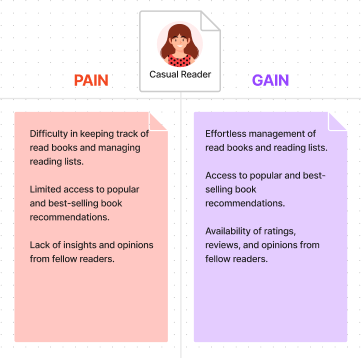 Casual Reader
PAIN
GAIN
Difficulty in keeping track of
read books and managing
reading lists.
Limited access to popular
and best-selling book
recommendations.
Lack of insights and opinions
from fellow readers.
Effortless management of
read books and reading lists.
Access to popular and best-
selling book
recommendations.
Availability of ratings,
reviews, and opinions from
fellow readers.